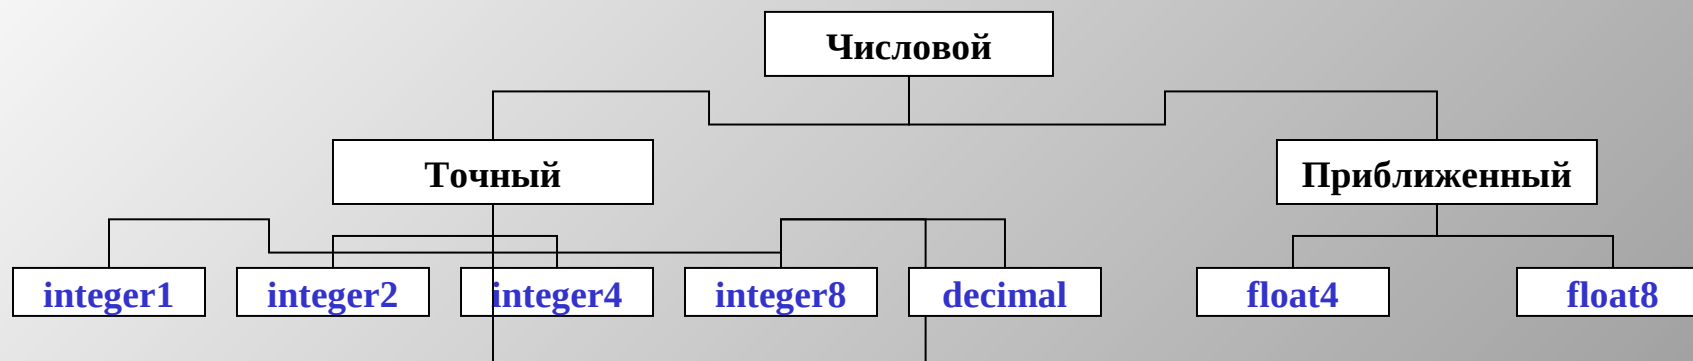 Числовой
Точный
Приближенный
integer1
integer2
integer4
integer8
decimal
float4
float8